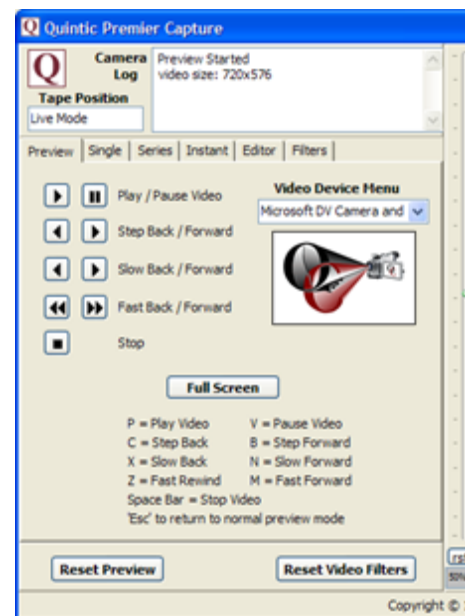 Quintic Premier Capture
Camera Log
Preview Started
video size: 720x576
Tape Position
Live Mode
Preview Single Series Instant Editor Filters
Play / Pause Video
Video Device Menu
Microsoft DV Camera and
Step Back / Forward
Slow Back / Forward
Fast Back / Forward
Stop
Full Screen
P = Play Video V = Pause Video
C = Step Back B = Step Forward
X = Slow Back N = Slow Forward
Z = Fast Rewind M = Fast Forward
Space Bar = Stop Video
'Esc' to return to normal preview mode
Reset Preview Reset Video Filters
50%
Copyright ©